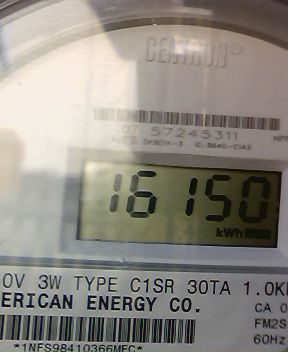 CENTRON®
07 57245311
16150
kWh
0V 3W TYPE C1SR 30TA 1.0K
ERICAN ENERGY CO.
CA 0
FM2S
60Hz
*1NFS98410366MEC*